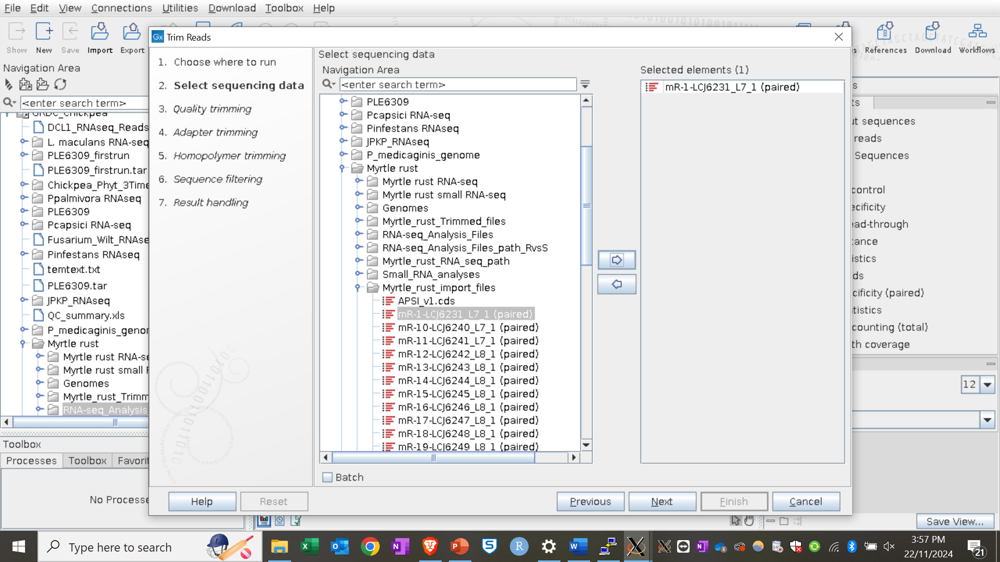 File Edit View Connections Utilities Download Toolbox Help
Show New Save Import Export
References Download Workflows
Navigation Area
<enter search term>
GRDC_Chickpea
DCL1_RNAseq_Reads
L. maculans RNA-seq
PLE6309_firstrun
PLE6309_firstrun.tar
Chickpea_Phyt_3Time
Ppalmivora RNAseq
PLE6309
Pcapsici RNA-seq
Fusarium_Wilt_RNAse
Pinfestans RNAseq
temtext.txt
PLE6309.tar
JPKP_RNAseq
QC_summary.xls
P_medicaginis_genor
Myrtle rust
Myrtle rust RNA-se
Myrtle rust small
Genomes
Myrtle_rust_Trimm
RNA-seq_Analysis
Toolbox
Processes Toolbox Favorit
No Processe
Gx Trim Reads
1. Choose where to run
2. Select sequencing data
3. Quality trimming
4. Adapter trimming
5. Homopolymer trimming
6. Sequence filtering
7. Result handling
Select sequencing data
Navigation Area
<enter search term>
PLE6309
Pcapsici RNA-seq
Pinfestans RNAseq
JPKP_RNAseq
P_medicaginis_genome
Myrtle rust
Myrtle rust RNA-seq
Myrtle rust small RNA-seq
Genomes
Myrtle_rust_Trimmed_files
RNA-seq_Analysis_Files
RNA-seq_Analysis_Files_path_RvsS
Myrtle_rust_RNA_seq_path
Small_RNA_analyses
Myrtle_rust_import_files
APSI_v1.cds
mR-1-LCJ6231_L7_1 (paired)
mR-10-LCJ6240_L7_1 (paired)
mR-11-LCJ6241_L7_1 (paired)
mR-12-LCJ6242_L8_1 (paired)
mR-13-LCJ6243_L8_1 (paired)
mR-14-LCJ6244_L8_1 (paired)
mR-15-LCJ6245_L8_1 (paired)
mR-16-LCJ6246_L8_1 (paired)
mR-17-LCJ6247_L8_1 (paired)
mR-18-LCJ6248_L8_1 (paired)
mR-19-LCJ6249_L8_1 (paired)
Batch
Selected elements (1)
mR-1-LCJ6231_L7_1 (paired)
Help Reset Previous Next Finish Cancel
ut sequences
reads
Sequences
control
ecificity
ead-through
tance
istics
ds
cificity (paired)
tistics
counting (total)
th coverage
12
Save View...
Type here to search
3:57 PM
22/11/2024
21